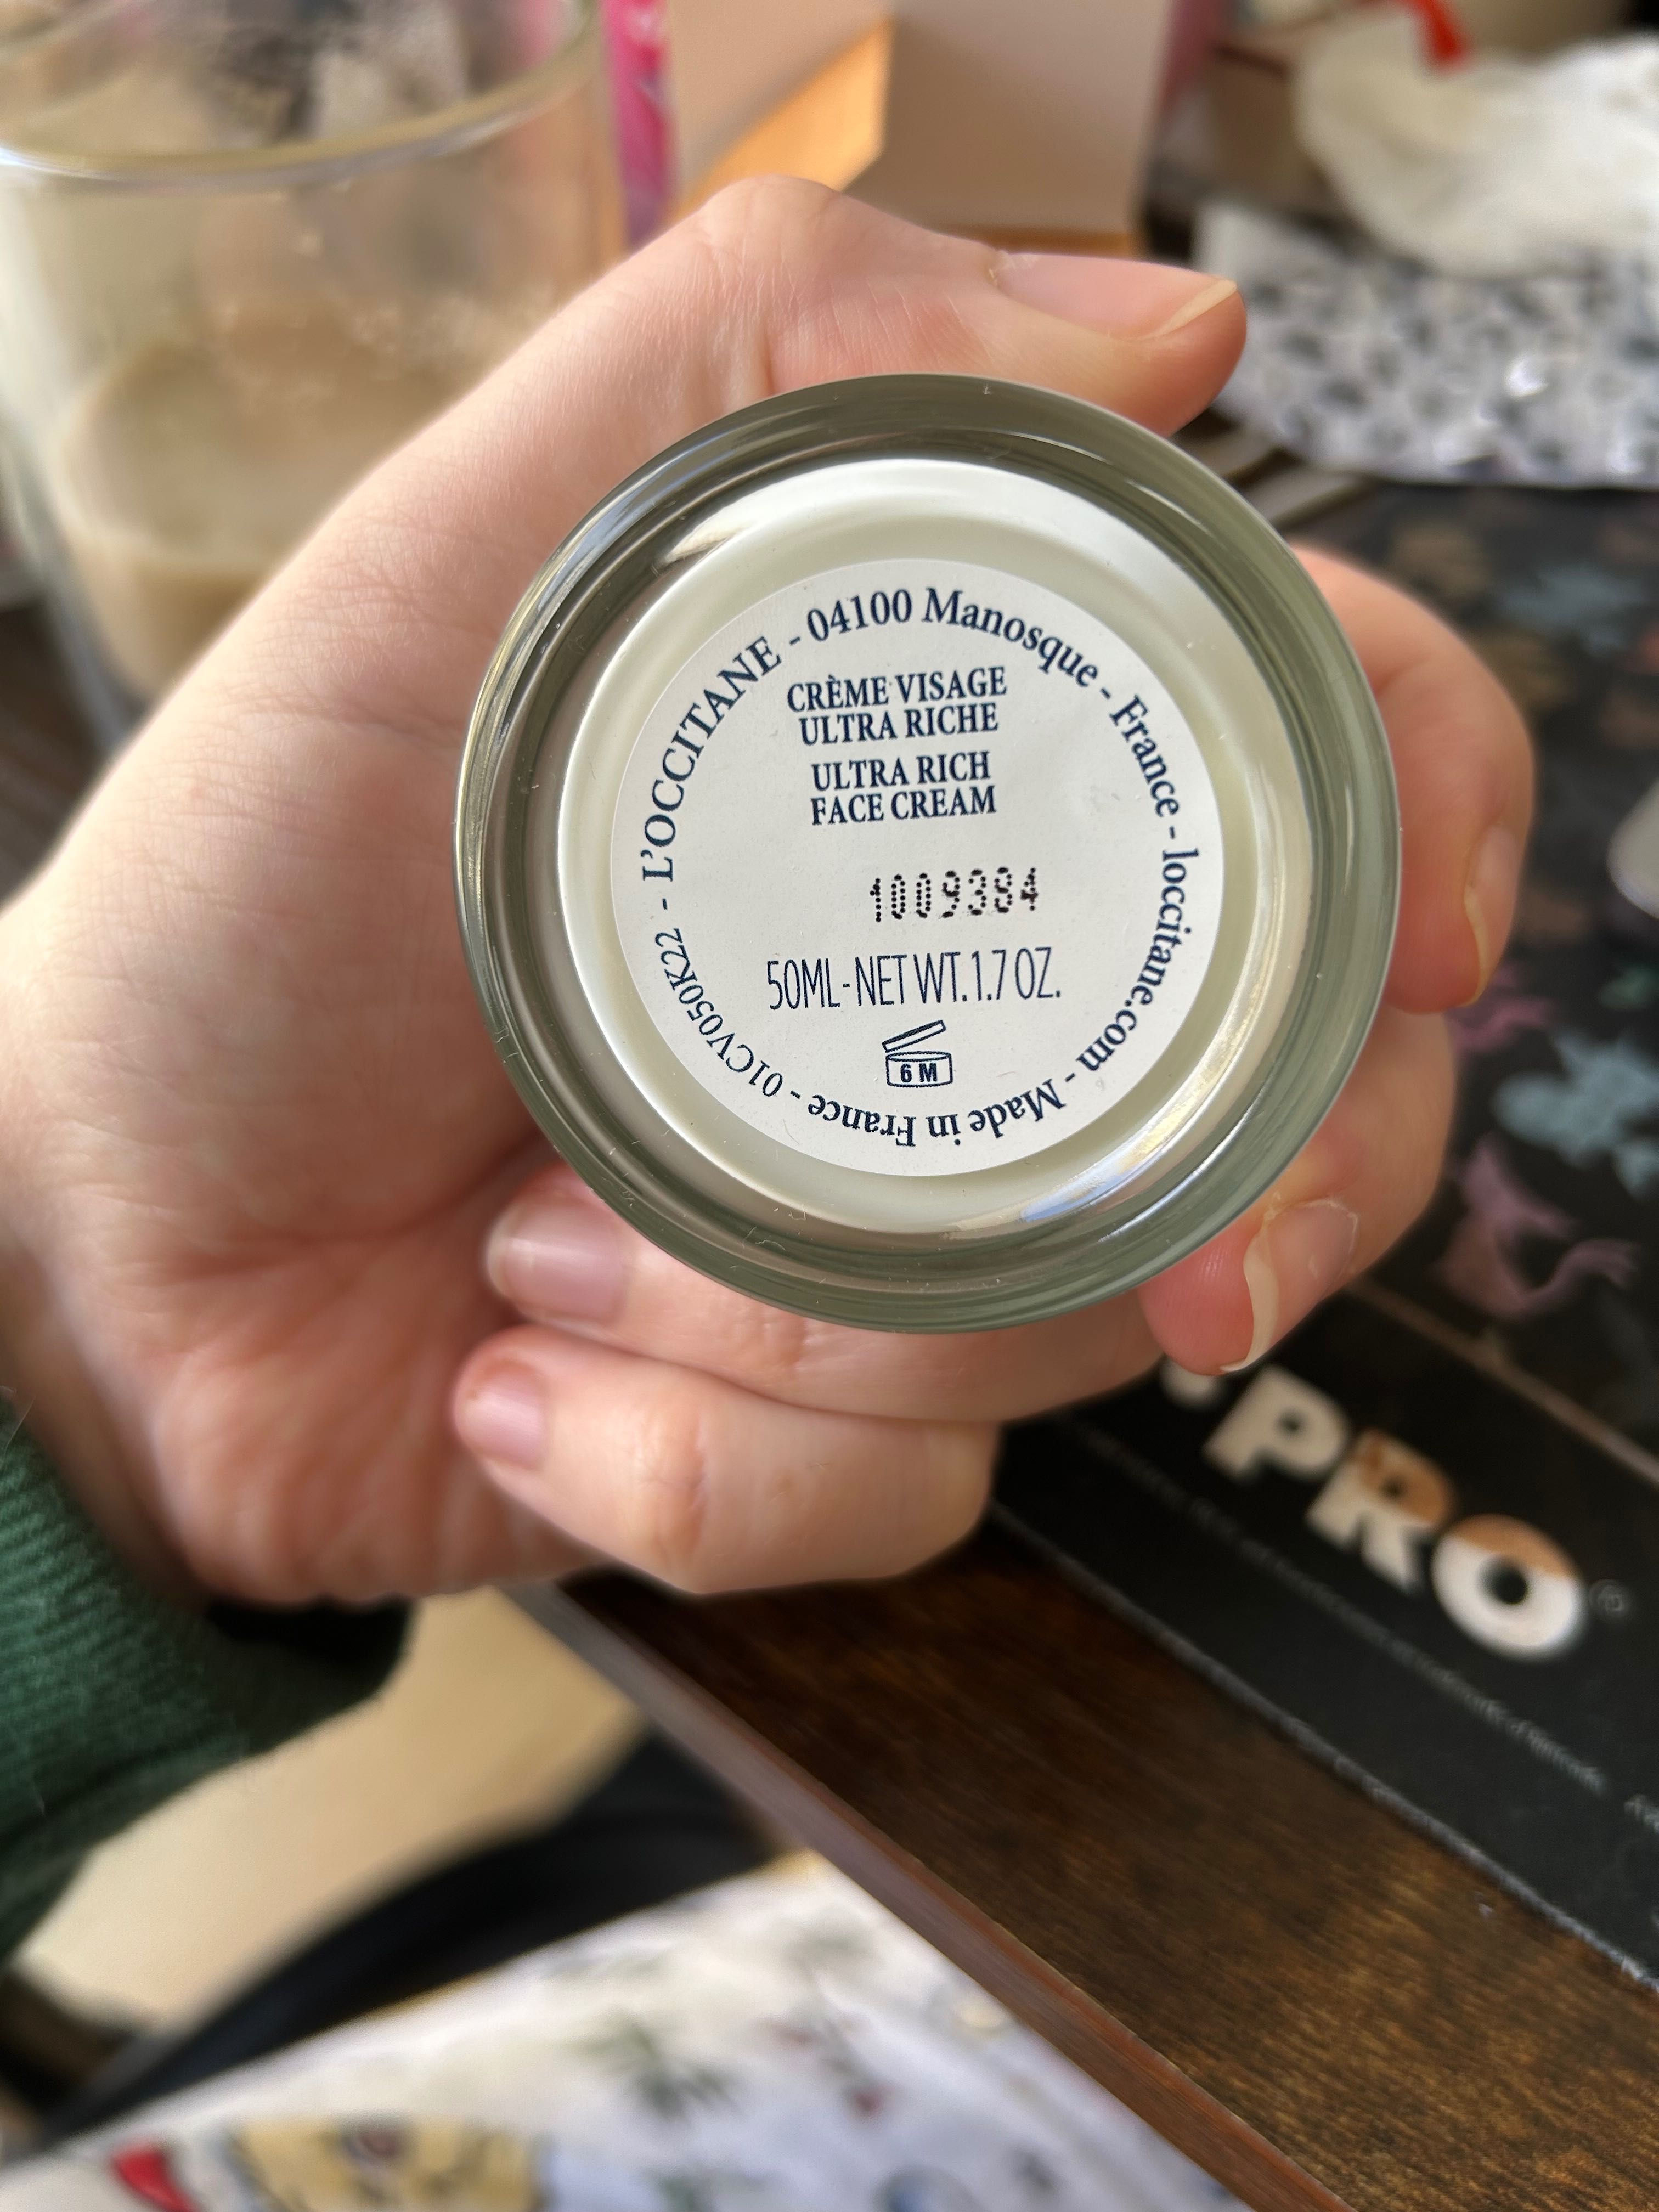 L'OCCITANE - 04100 Manosque - France - loccitane.com - Made in France - 01CV050K22 -
CRÈME VISAGE
ULTRA RICHE
ULTRA RICH
FACE CREAM
1009384
50ML-NET WT. 1.7 OZ.
6 M
PRO